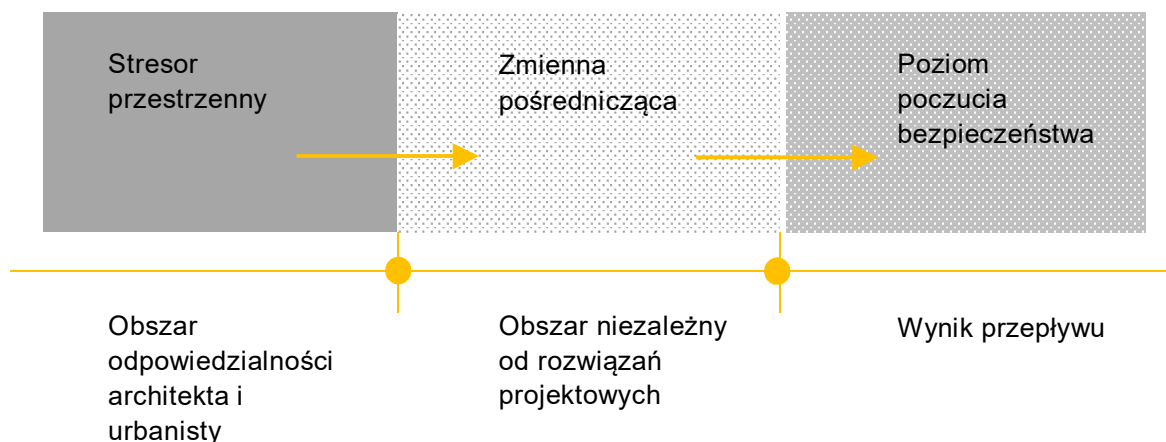 Stresor
przestrzenny
Zmienna
pośrednicząca
Poziom
poczucia
bezpieczeństwa
Obszar
odpowiedzialności
architekta i
urbanisty
Obszar niezależny
od rozwiązań
projektowych
Wynik przepływu